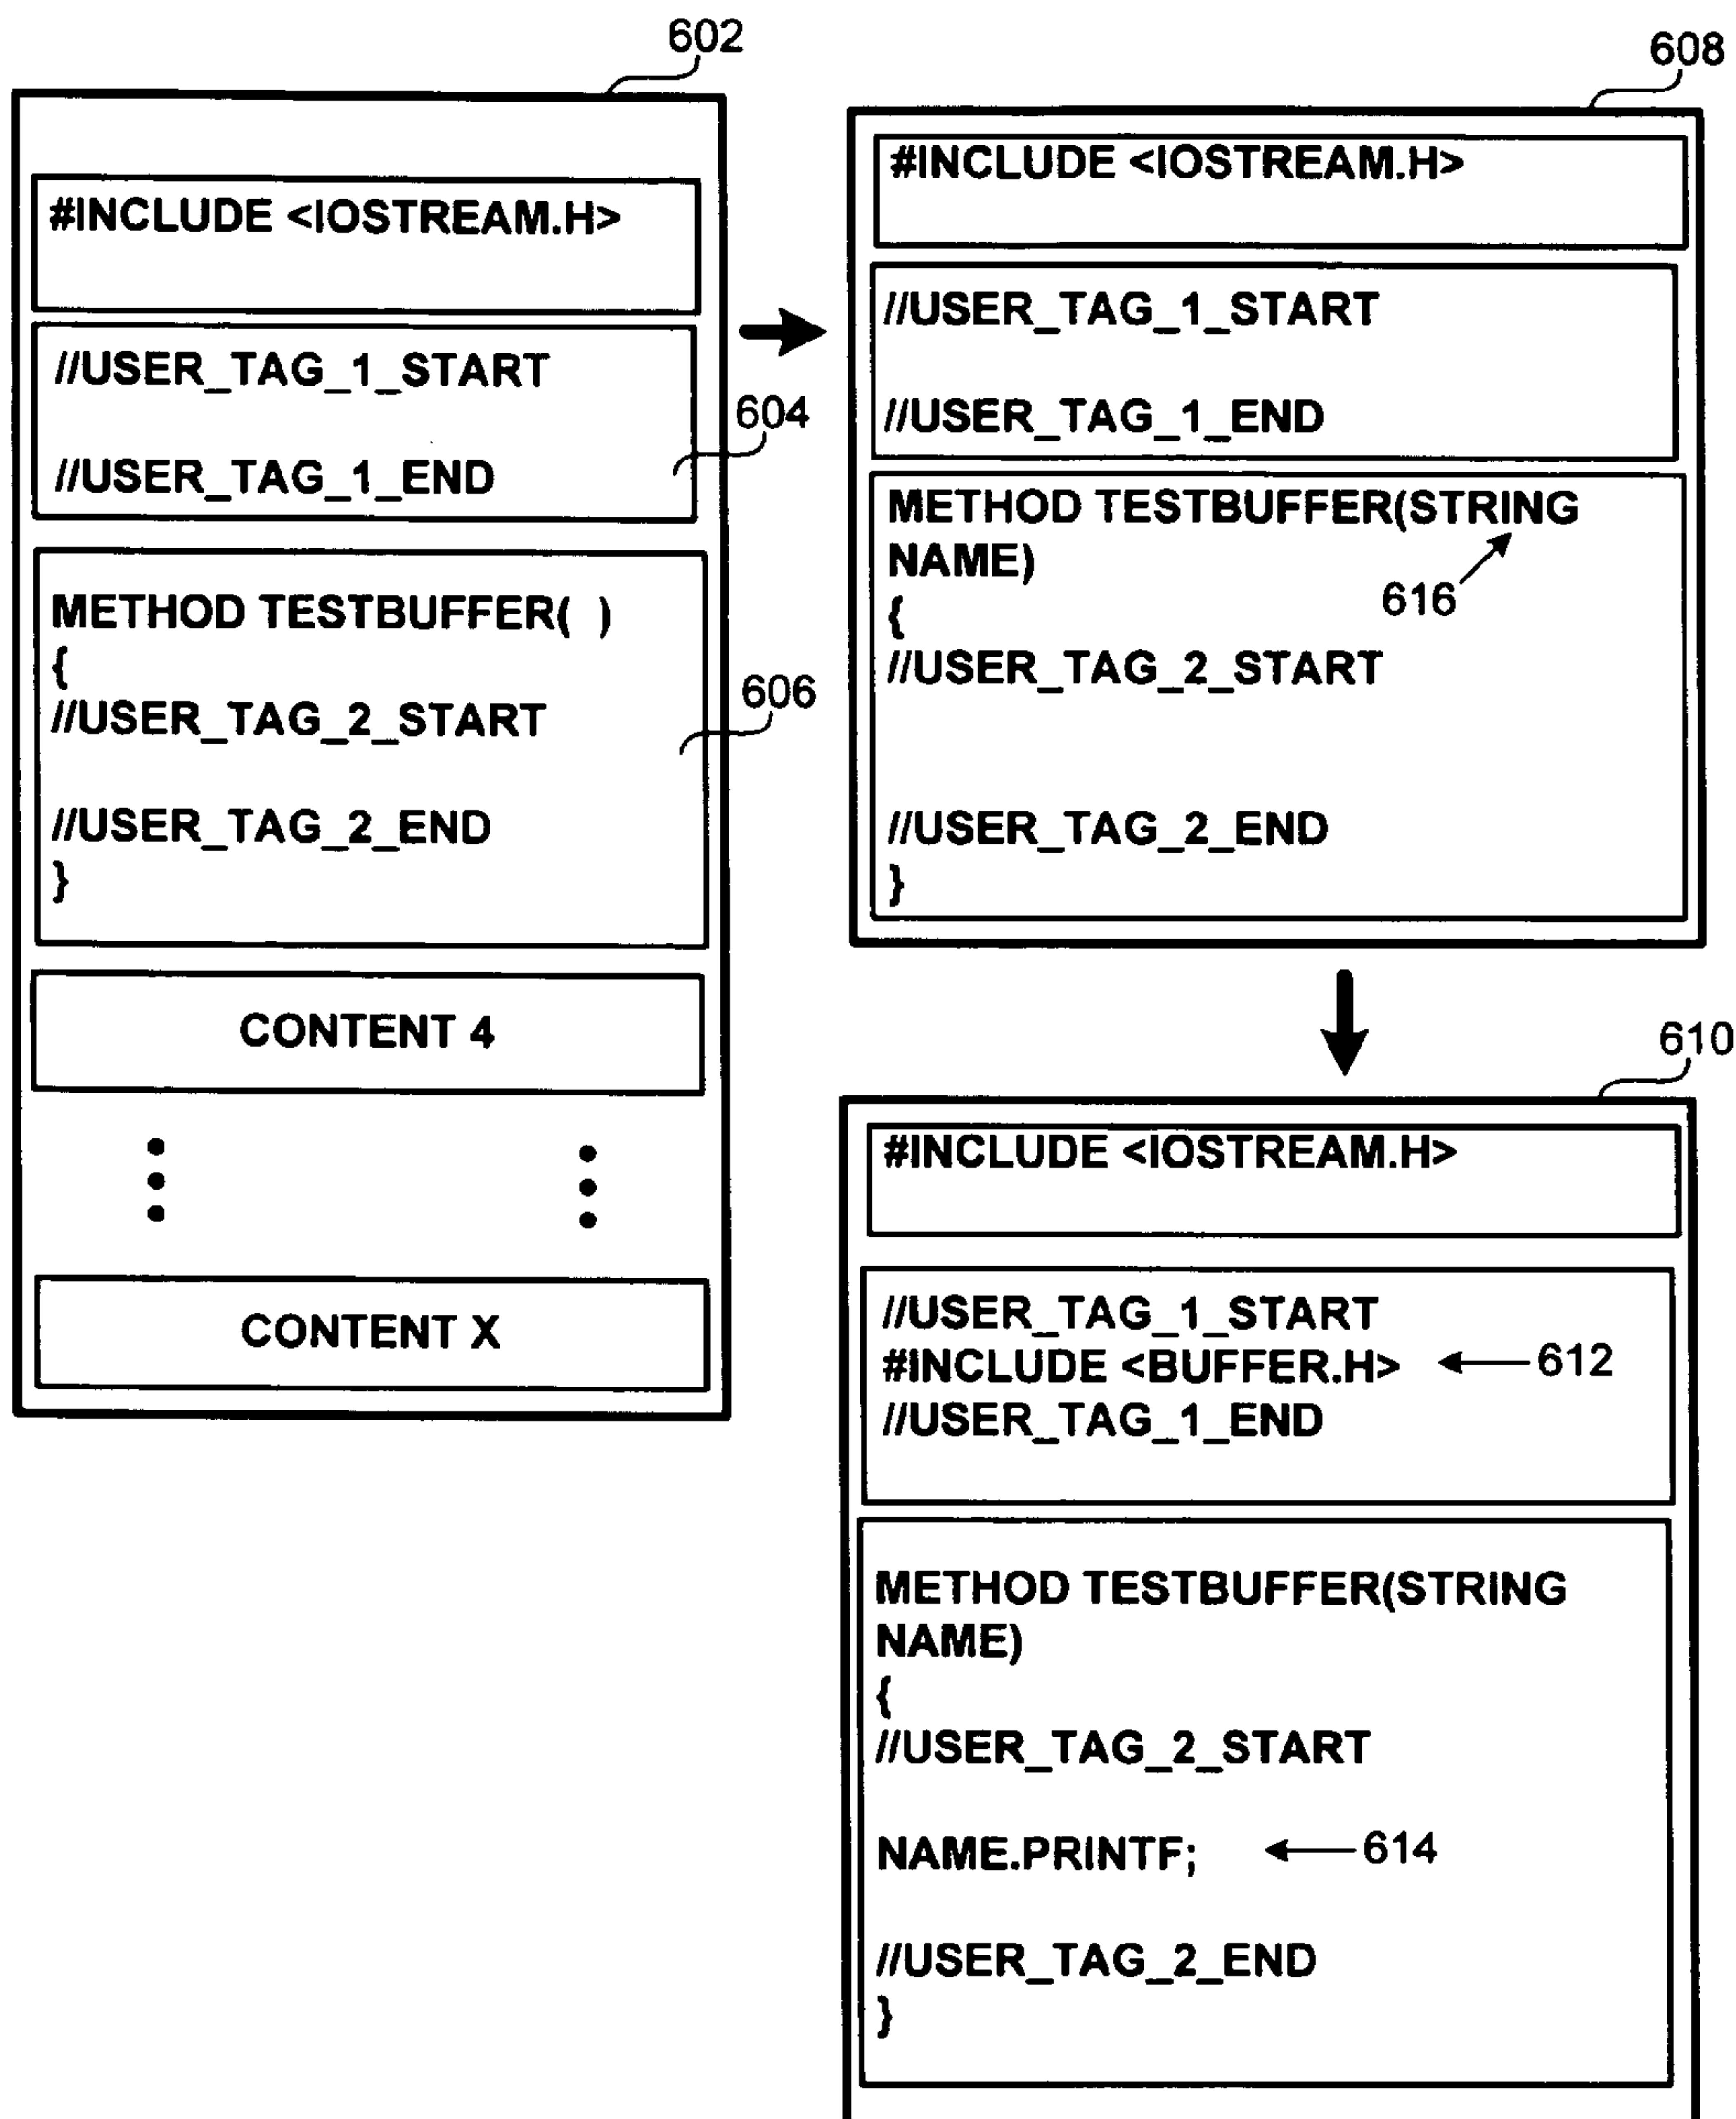 602
#INCLUDE <IOSTREAM.H>
//USER_TAG_1_START
604
//USER_TAG_1_END
METHOD TESTBUFFER( )
{
//USER_TAG_2_START
606
//USER_TAG_2_END
}
CONTENT 4
CONTENT X
608
#INCLUDE <IOSTREAM.H>
//USER_TAG_1_START
//USER_TAG_1_END
METHOD TESTBUFFER(STRING
NAME)
616
{
//USER_TAG_2_START
//USER_TAG_2_END
}
610
#INCLUDE <IOSTREAM.H>
//USER_TAG_1_START
#INCLUDE <BUFFER.H>
612
//USER_TAG_1_END
METHOD TESTBUFFER(STRING
NAME)
{
//USER_TAG_2_START
NAME.PRINTF;
614
//USER_TAG_2_END
}